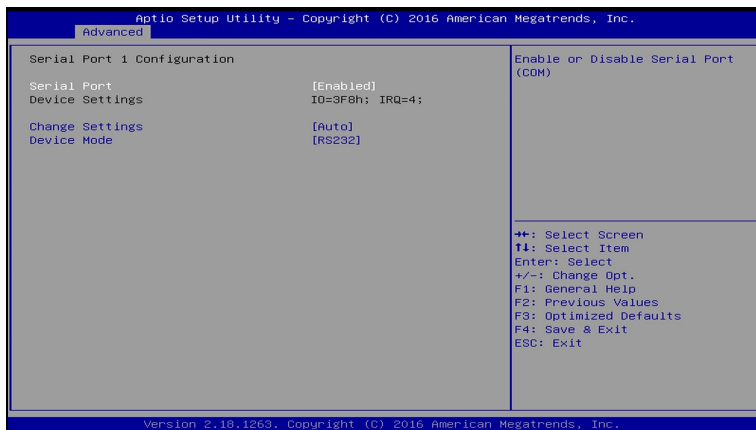 Aptio Setup Utility – Copyright (C) 2016 American Megatrends, Inc.
Advanced
Serial Port 1 Configuration
Serial Port [Enabled]
Device Settings IO=3F8h; IRQ=4;
Change Settings [Auto]
Device Mode [RS232]
Enable or Disable Serial Port
(COM)
→←: Select Screen
↑↓: Select Item
Enter: Select
+/-: Change Opt.
F1: General Help
F2: Previous Values
F3: Optimized Defaults
F4: Save & Exit
ESC: Exit
Version 2.18.1263. Copyright (C) 2016 American Megatrends, Inc.